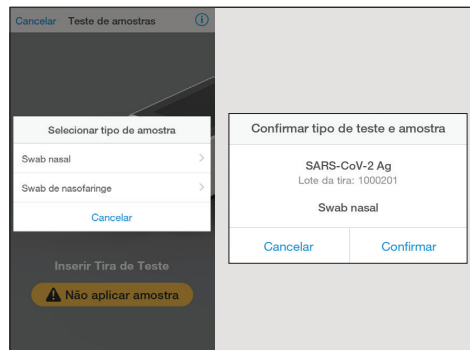 Cancelar Teste de amostras
Selecionar tipo de amostra
Swab nasal
Swab de nasofaringe
Cancelar
Inserir Tira de Teste
Não aplicar amostra
Confirmar tipo de teste e amostra
SARS-CoV-2 Ag
Lote da tira: 1000201
Swab nasal
Cancelar Confirmar